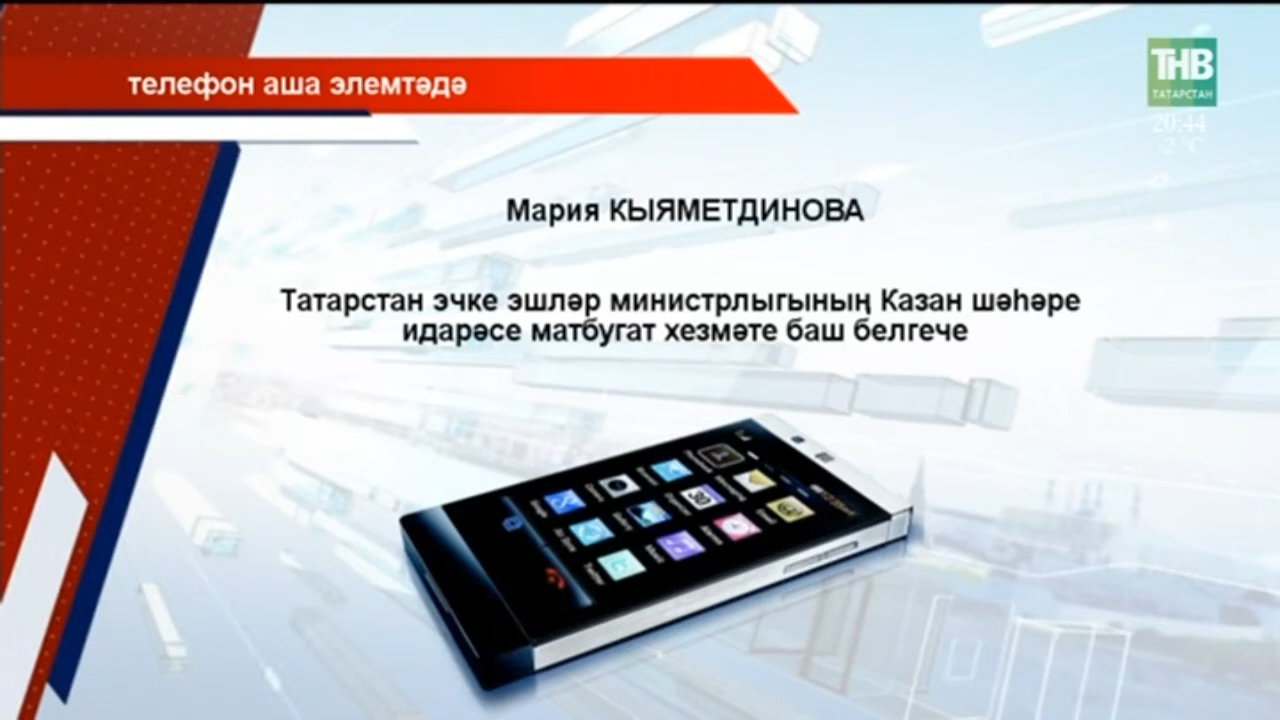 телефон аша элемтәдә
ТНВ
ТАТАРСТАН
20:44
Мария КЫЯМЕТДИНОВА
Татарстан эчке эшләр министрлыгының Казан шәһәре
идарәсе матбугат хезмәте баш белгече
30